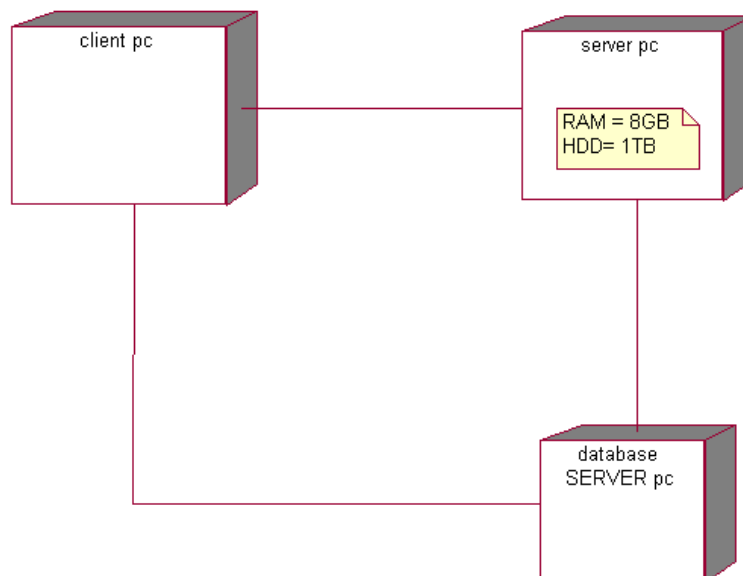 client pc
server pc
RAM = 8GB
HDD= 1TB
database
SERVER pc